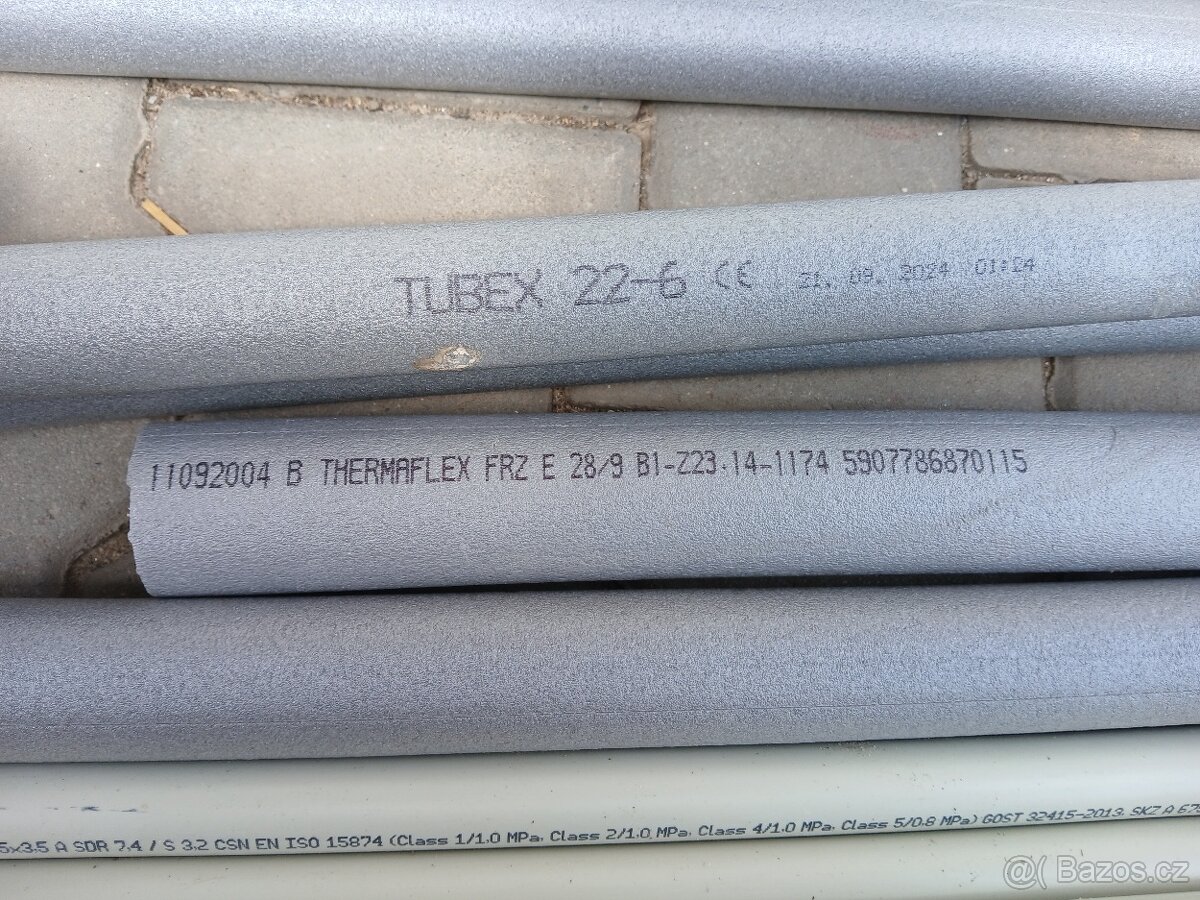 TUBEX 22-6 CE 21. 09. 2024 01:24
11092004 B THERMAFLEX FRZ E 28/9 B1-Z23.14-1174 5907786870115
5x3.5 A SDR 7.4 / S 3.2 CSN EN ISO 15874 (Class 1/1.0 MPa, Class 2/1.0 MPa, Class 4/1.0 MPa, Class 5/0.8 MPa) GOST 32415-2013, SKZ A
@( Bazos.cz